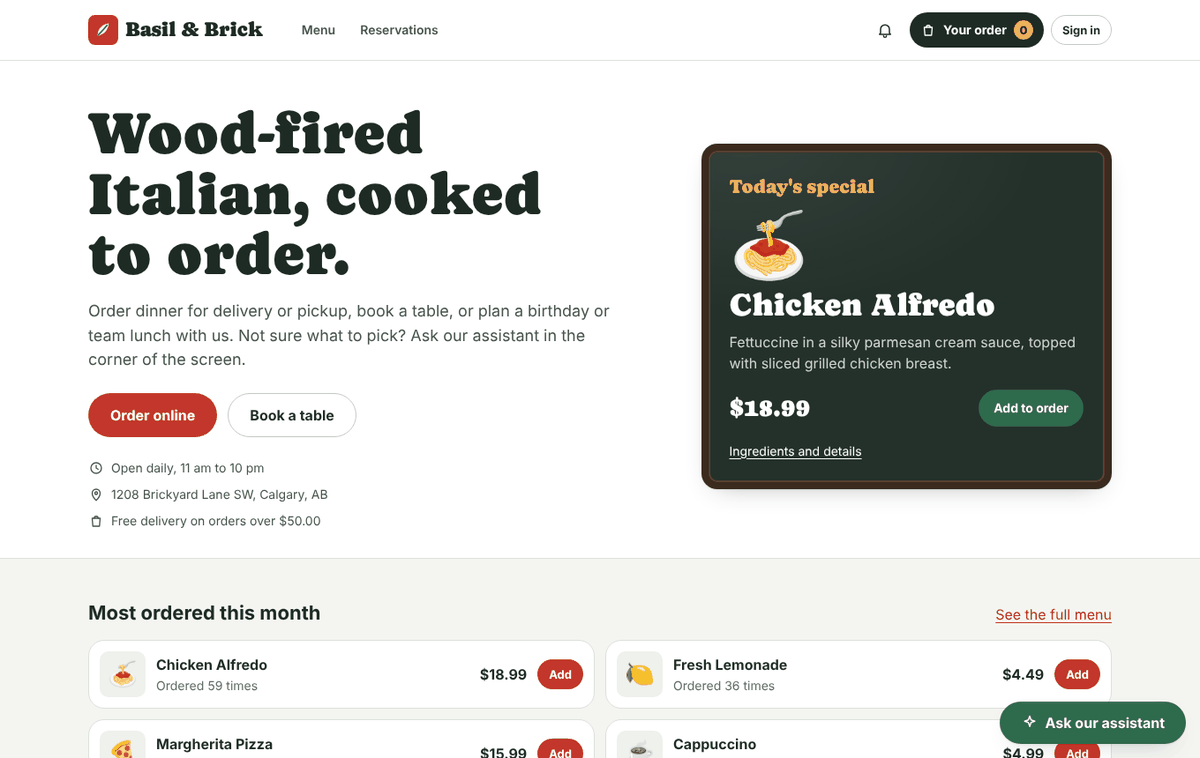 Basil & Brick
Menu
Reservations
Your order
0
Sign in
Wood-fired
Italian, cooked
to order.
Order dinner for delivery or pickup, book a table, or plan a birthday or
team lunch with us. Not sure what to pick? Ask our assistant in the
corner of the screen.
Order online
Book a table
Open daily, 11 am to 10 pm
1208 Brickyard Lane SW, Calgary, AB
Free delivery on orders over $50.00
Today's special
Chicken Alfredo
Fettuccine in a silky parmesan cream sauce, topped
with sliced grilled chicken breast.
$18.99
Add to order
Ingredients and details
Most ordered this month
See the full menu
Chicken Alfredo
Ordered 59 times
$18.99
Add
Fresh Lemonade
Ordered 36 times
$4.49
Add
Margherita Pizza
$15.99
Add
Cappuccino
$4.99
Add
Ask our assistant